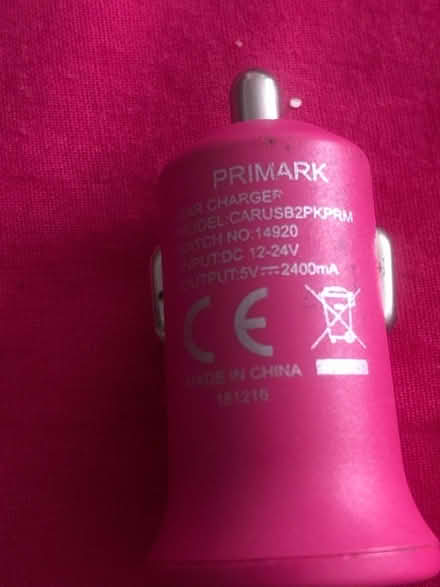 PRIMARK
CAR CHARGER
MODEL:CARUSB2PKPRM
BATCH NO:14920
INPUT:DC 12-24V
OUTPUT:5V⎓2400mA
CE
MADE IN CHINA
161216